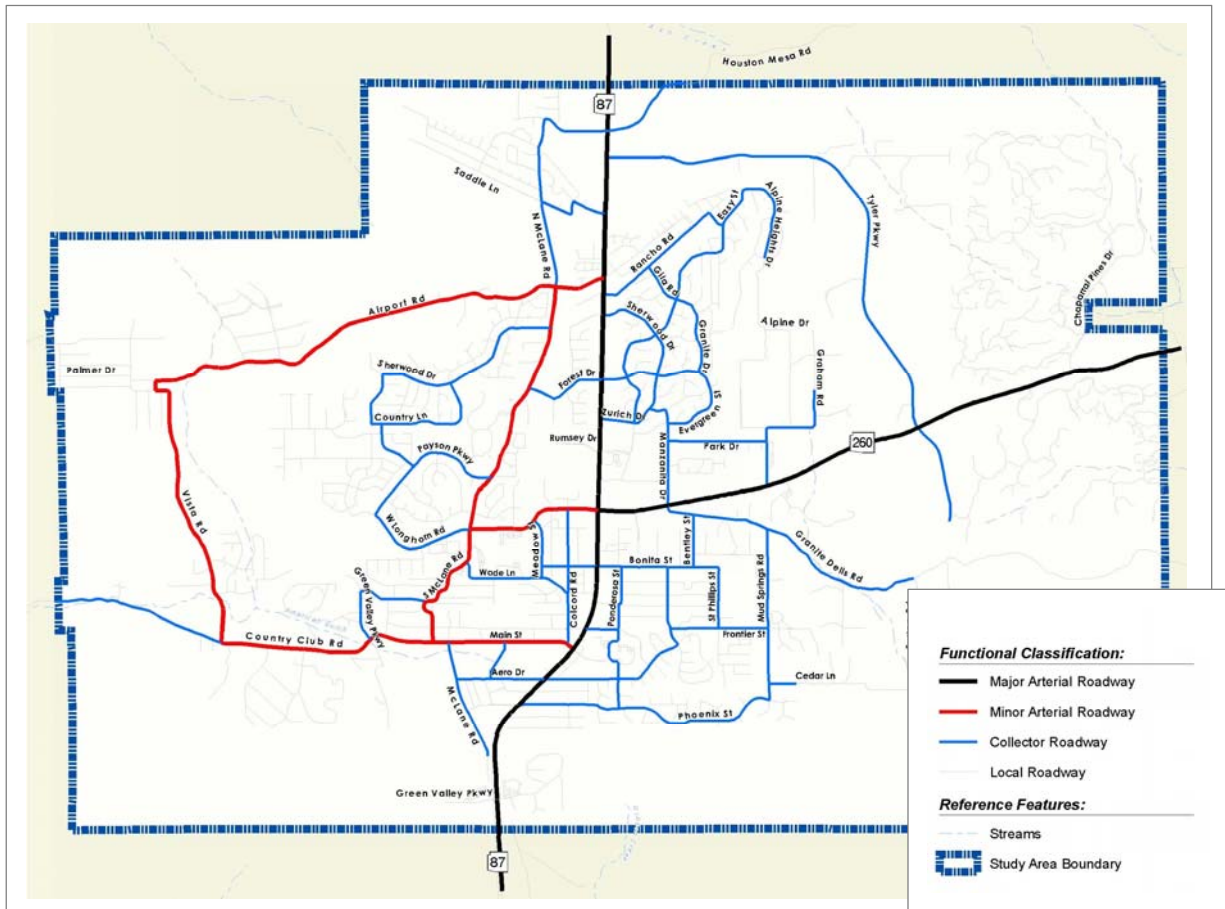 Houston Mesa Rd
87
Saddle Ln
N McLane Rd
Easy St
Alpine Heights Dr
Tyler Pkwy
Rancho Rd
Gila Rd
Airport Rd
Sherwood Dr
Granite Dr
Alpine Dr
Chaparral Pines Dr
Palmer Dr
Sherwood Dr
Forest Dr
Graham Rd
Country Ln
Zurich Dr
Evergreen St
Rumsey Dr
Manzanita Dr
Park Dr
260
Payson Pkwy
Vista Rd
W Longhorn Rd
Meadow St
Bentley St
Granite Dells Rd
S McLane Rd
Wade Ln
Colcord Rd
Bonita St
Ponderosa St
St Phillips St
Mud Springs Rd
Green Valley Pkwy
Country Club Rd
Main St
Frontier St
Aero Dr
Cedar Ln
McLane Rd
Phoenix St
Green Valley Pkwy
87
Functional Classification:
Major Arterial Roadway
Minor Arterial Roadway
Collector Roadway
Local Roadway
Reference Features:
Streams
Study Area Boundary